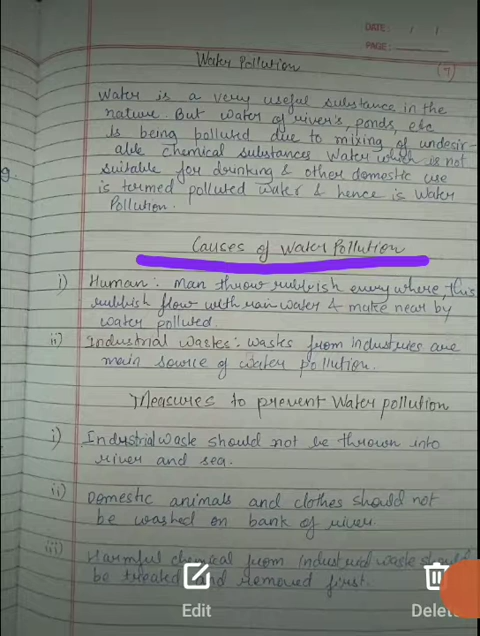 DATE: / /
PAGE:
Water Pollution
(7)
Water is a very useful substance in the
nature. But water of river's, ponds, etc
is being polluted due to mixing of undesir
able chemical substances Water which is not
suitable for drinking & other domestic use
is termed polluted water & hence is Water
Pollution.
Causes of Water Pollution
i) Human: man throw rubbish every where, this
rubbish flow with rain water & make near by
water polluted.
ii) Industrial wastes: wastes from industries are
main source of water pollution.
Measures to prevent Water pollution
i) Industrial waste should not be thrown into
river and sea.
ii) Domestic animals and clothes should not
be washed on bank of river.
iii) Harmful chemical from industrial waste should
be treated and removed first.
Edit
Delete